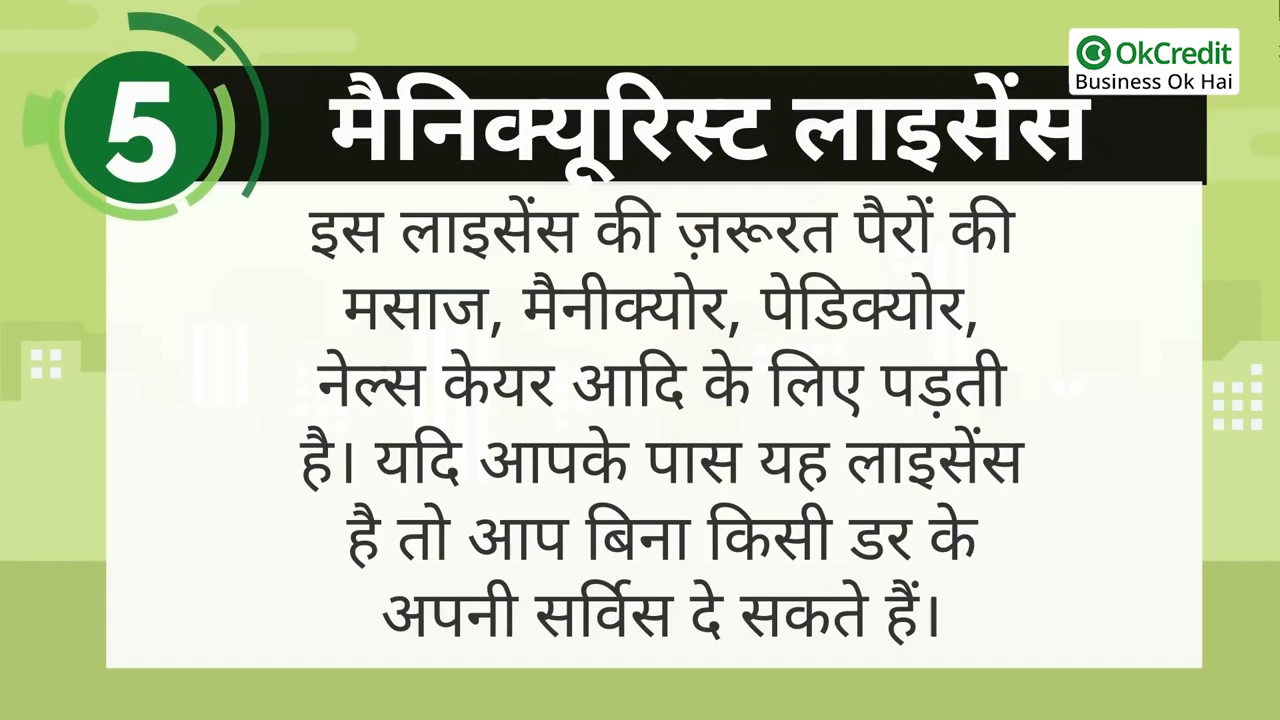 5
OkCredit
Business Ok Hai
मैनिक्यूरिस्ट लाइसेंस
इस लाइसेंस की ज़रूरत पैरों की
मसाज, मैनीक्योर, पेडिक्योर,
नेल्स केयर आदि के लिए पड़ती
है। यदि आपके पास यह लाइसेंस
है तो आप बिना किसी डर के
अपनी सर्विस दे सकते हैं।